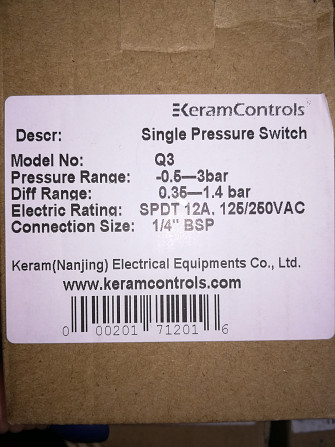 KeramControls
Descr: Single Pressure Switch
Model No: Q3
Pressure Range: -0.5—3bar
Diff Range: 0.35—1.4 bar
Electric Rating: SPDT 12A, 125/250VAC
Connection Size: 1/4" BSP
Keram(Nanjing) Electrical Equipments Co., Ltd.
www.keramcontrols.com
0 00201 71201 6